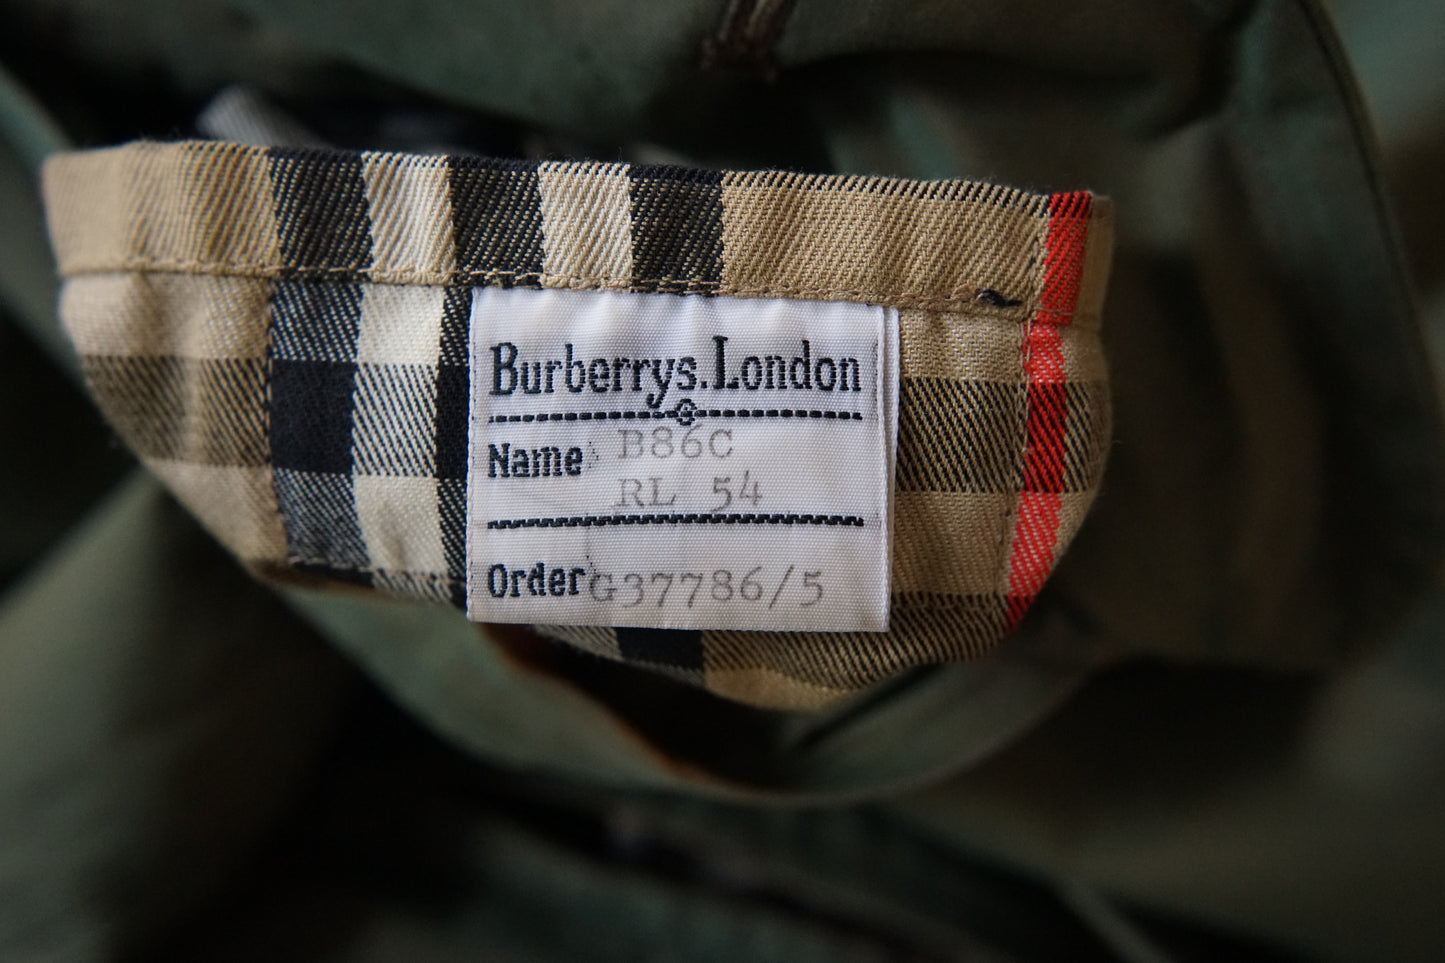 Burberrys. London
Name B86C
RL 54
Order G37786/5